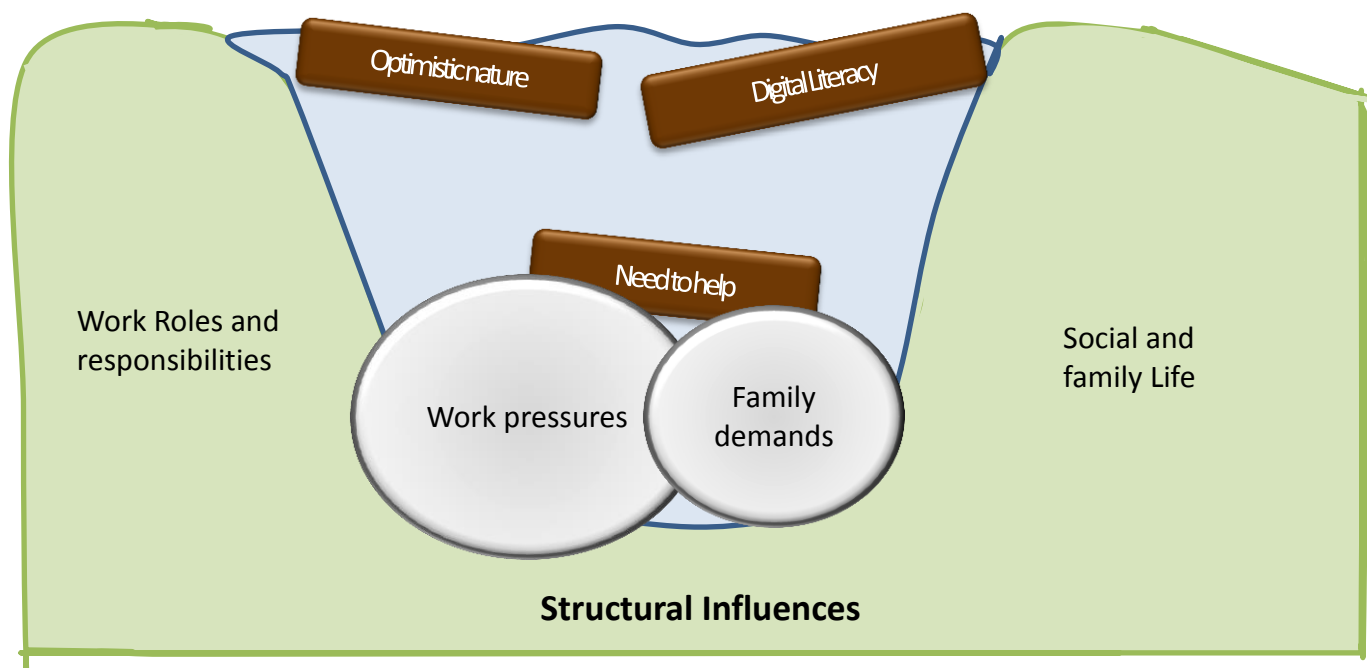 Optimistic nature
Digital Literacy
Need to help
Work Roles and
responsibilities
Social and
family Life
Work pressures
Family
demands
Structural Influences